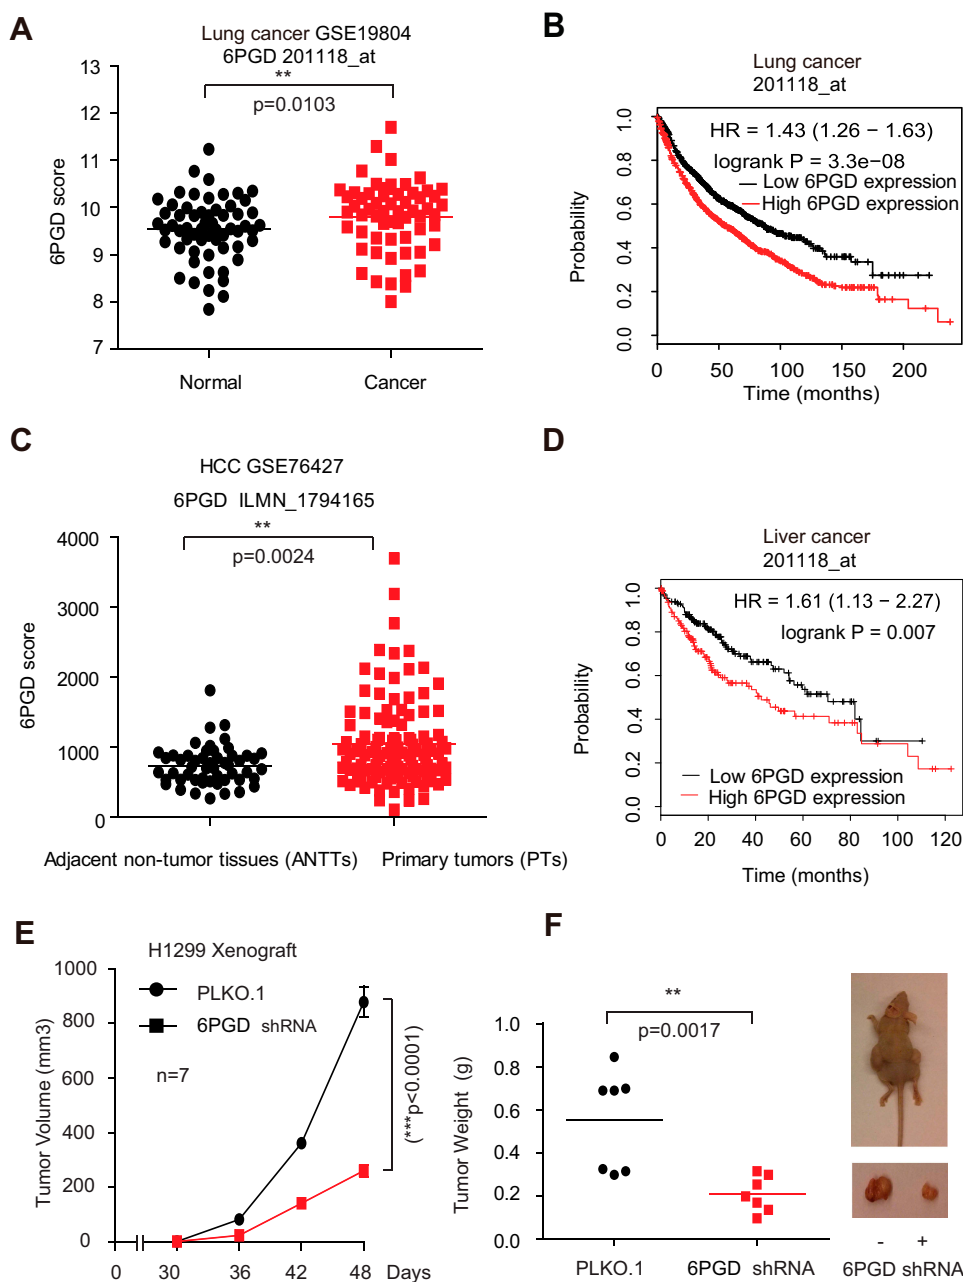 A
Lung cancer GSE19804
6PGD 201118_at
**
p=0.0103
6PGD score
13
12
11
10
9
8
7
Normal
Cancer
B
Lung cancer
201118_at
HR = 1.43 (1.26 − 1.63)
logrank P = 3.3e−08
Low 6PGD expression
High 6PGD expression
Probability
1.0
0.8
0.6
0.4
0.2
0.0
0 50 100 150 200
Time (months)
C
HCC GSE76427
6PGD ILMN_1794165
**
p=0.0024
6PGD score
4000
3000
2000
1000
0
Adjacent non-tumor tissues (ANTTs)
Primary tumors (PTs)
D
Liver cancer
201118_at
HR = 1.61 (1.13 − 2.27)
logrank P = 0.007
Low 6PGD expression
High 6PGD expression
Probability
1.0
0.8
0.6
0.4
0.2
0.0
0 20 40 60 80 100 120
Time (months)
E
H1299 Xenograft
PLKO.1
6PGD shRNA
n=7
(***p<0.0001)
Tumor Volume (mm3)
1000
800
600
400
200
0
0 30 36 42 48 Days
F
**
p=0.0017
Tumor Weight (g)
1.0
0.8
0.6
0.4
0.2
0
PLKO.1
6PGD shRNA
- +
6PGD shRNA